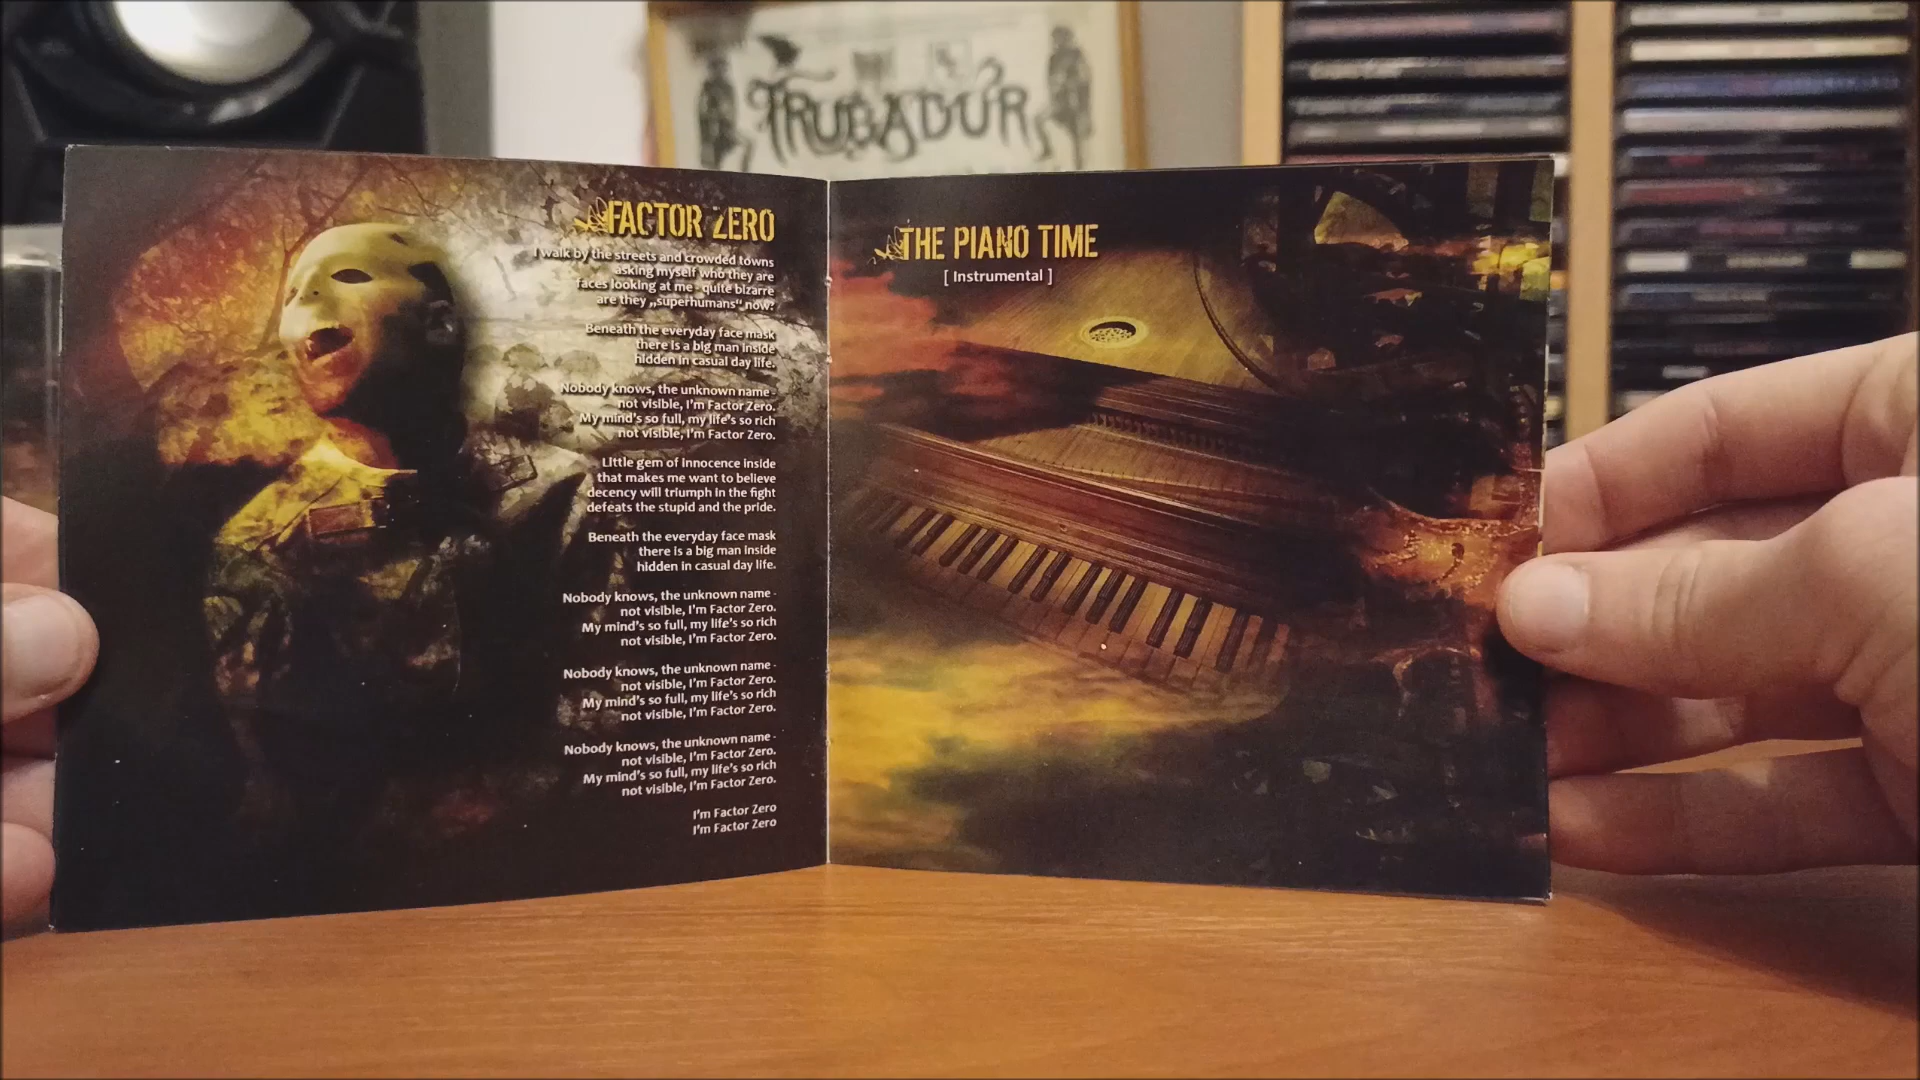 TRUBADÚR
FACTOR ZERO
I walk by the streets and crowded towns
asking myself who they are
faces looking at me - quite bizarre
are they „superhumans“ now?
Beneath the everyday face mask
there is a big man inside
hidden in casual day life.
Nobody knows, the unknown name -
not visible, I'm Factor Zero.
My mind's so full, my life's so rich
not visible, I'm Factor Zero.
Little gem of innocence inside
that makes me want to believe
decency will triumph in the fight
defeats the stupid and the pride.
Beneath the everyday face mask
there is a big man inside
hidden in casual day life.
Nobody knows, the unknown name -
not visible, I'm Factor Zero.
My mind's so full, my life's so rich
not visible, I'm Factor Zero.
Nobody knows, the unknown name -
not visible, I'm Factor Zero.
My mind's so full, my life's so rich
not visible, I'm Factor Zero.
Nobody knows, the unknown name -
not visible, I'm Factor Zero.
My mind's so full, my life's so rich
not visible, I'm Factor Zero.
I'm Factor Zero
I'm Factor Zero
THE PIANO TIME
[ Instrumental ]